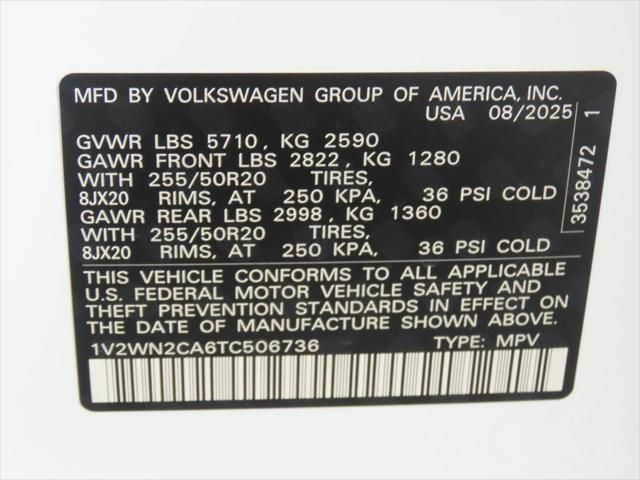 MFD BY VOLKSWAGEN GROUP OF AMERICA, INC.
USA 08/2025
GVWR LBS 5710, KG 2590
GAWR FRONT LBS 2822, KG 1280
WITH 255/50R20 TIRES,
8JX20 RIMS, AT 250 KPA, 36 PSI COLD
GAWR REAR LBS 2998, KG 1360
WITH 255/50R20 TIRES,
8JX20 RIMS, AT 250 KPA, 36 PSI COLD
THIS VEHICLE CONFORMS TO ALL APPLICABLE
U.S. FEDERAL MOTOR VEHICLE SAFETY AND
THEFT PREVENTION STANDARDS IN EFFECT ON
THE DATE OF MANUFACTURE SHOWN ABOVE.
1V2WN2CA6TC506736 TYPE: MPV
3538472 1